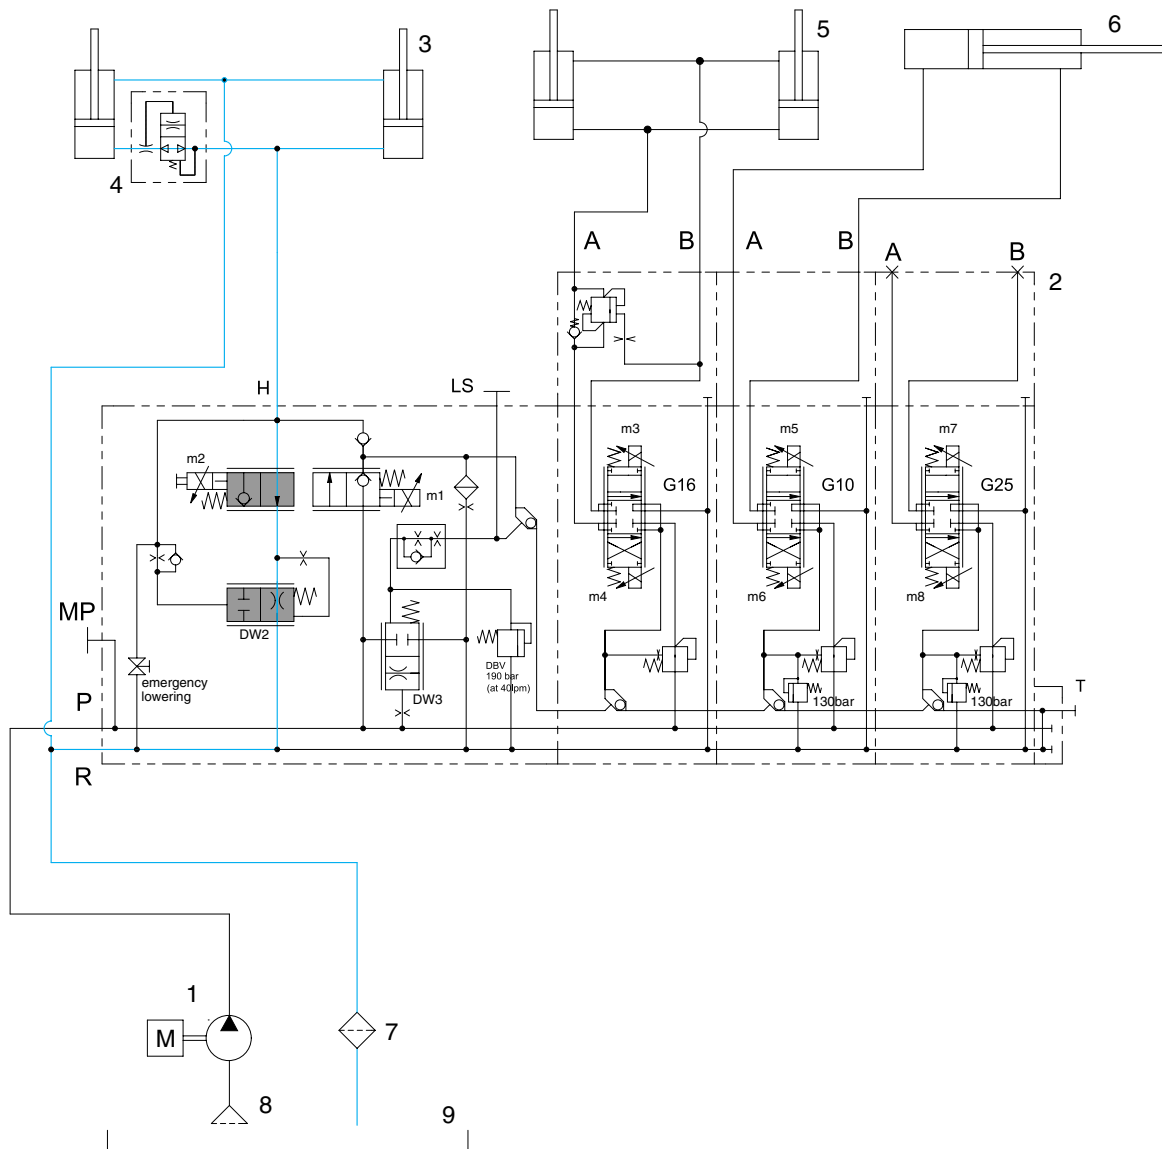 3
5
6
4
A
B
A
B
A
B
2
H
LS
m2
m1
m3
m5
m7
G16
G10
G25
m4
m6
m8
MP
DW2
emergency
lowering
DW3
DBV
190 bar
(at 40lpm)
130bar
130bar
T
P
R
1
M
7
8
9